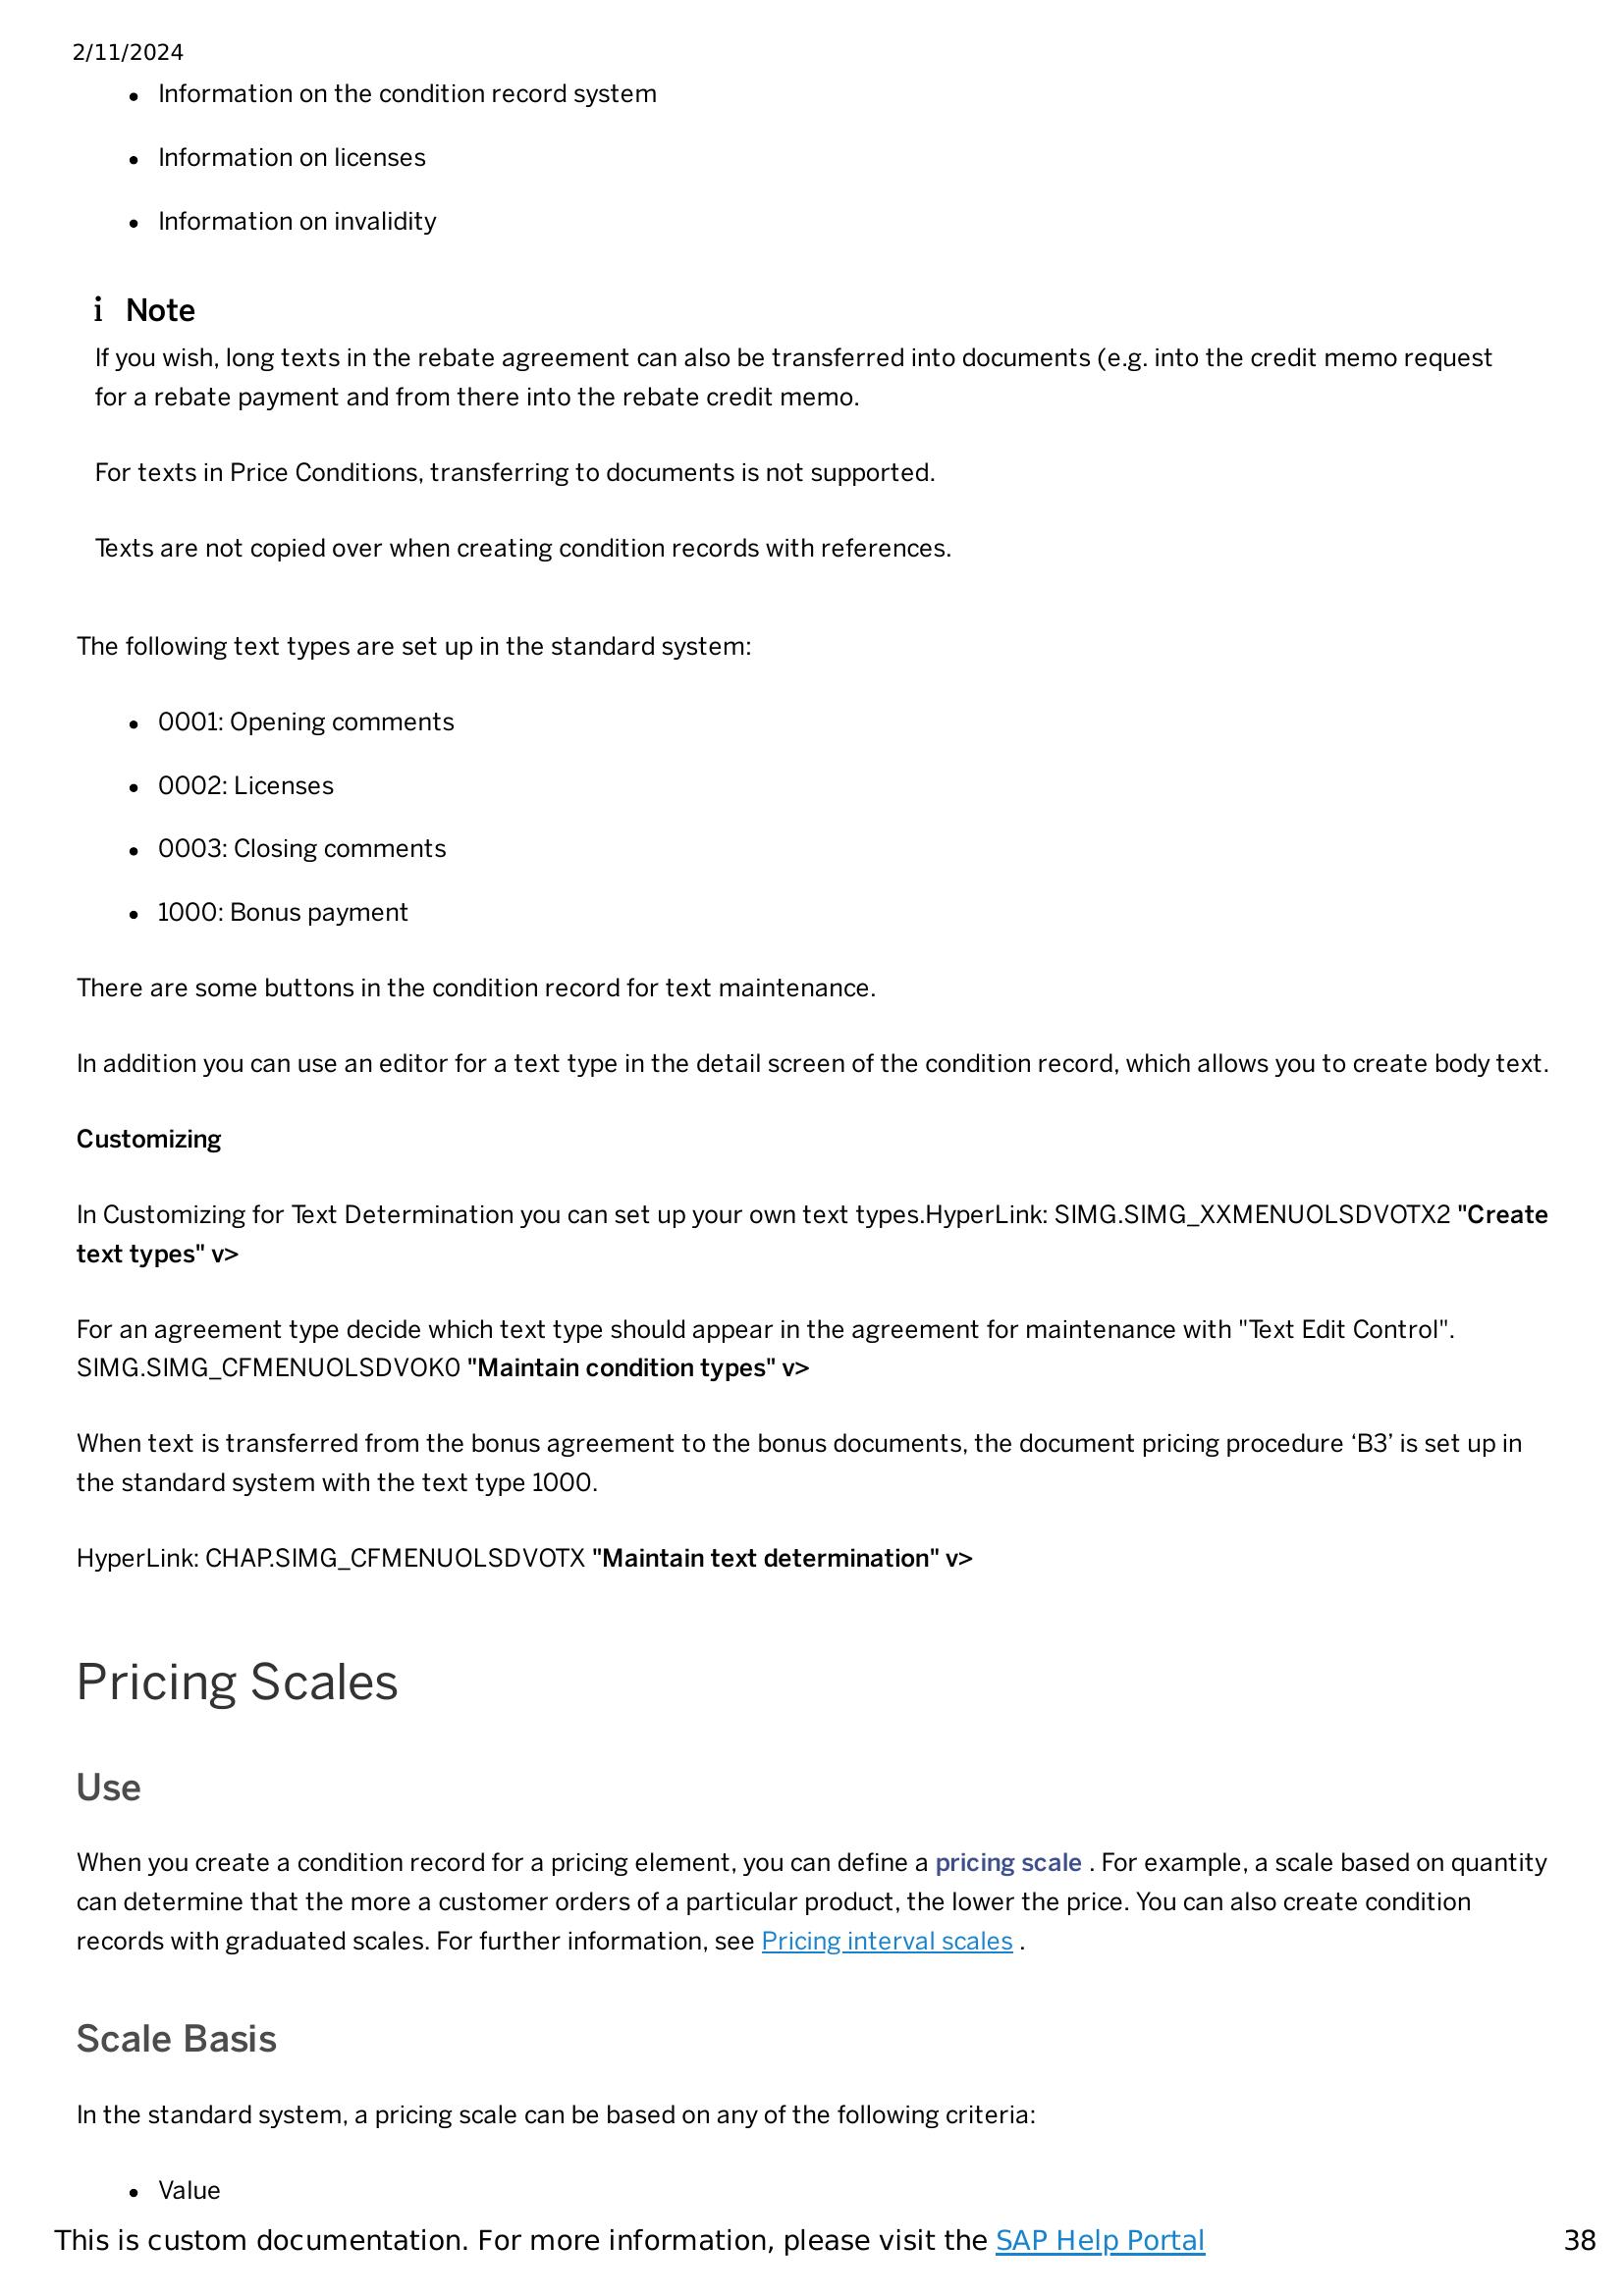 2/11/2024
• Information on the condition record system
• Information on licenses
• Information on invalidity
i Note
If you wish, long texts in the rebate agreement can also be transferred into documents (e.g. into the credit memo request
for a rebate payment and from there into the rebate credit memo.
For texts in Price Conditions, transferring to documents is not supported.
Texts are not copied over when creating condition records with references.
The following text types are set up in the standard system:
• 0001: Opening comments
• 0002: Licenses
• 0003: Closing comments
• 1000: Bonus payment
There are some buttons in the condition record for text maintenance.
In addition you can use an editor for a text type in the detail screen of the condition record, which allows you to create body text.
Customizing
In Customizing for Text Determination you can set up your own text types.HyperLink: SIMG.SIMG_XXMENUOLSDVOTX2 "Create
text types" v>
For an agreement type decide which text type should appear in the agreement for maintenance with "Text Edit Control".
SIMG.SIMG_CFMENUOLSDVOK0 "Maintain condition types" v>
When text is transferred from the bonus agreement to the bonus documents, the document pricing procedure ‘B3’ is set up in
the standard system with the text type 1000.
HyperLink: CHAP.SIMG_CFMENUOLSDVOTX "Maintain text determination" v>
Pricing Scales
Use
When you create a condition record for a pricing element, you can define a pricing scale . For example, a scale based on quantity
can determine that the more a customer orders of a particular product, the lower the price. You can also create condition
records with graduated scales. For further information, see Pricing interval scales .
Scale Basis
In the standard system, a pricing scale can be based on any of the following criteria:
• Value
This is custom documentation. For more information, please visit the SAP Help Portal 38